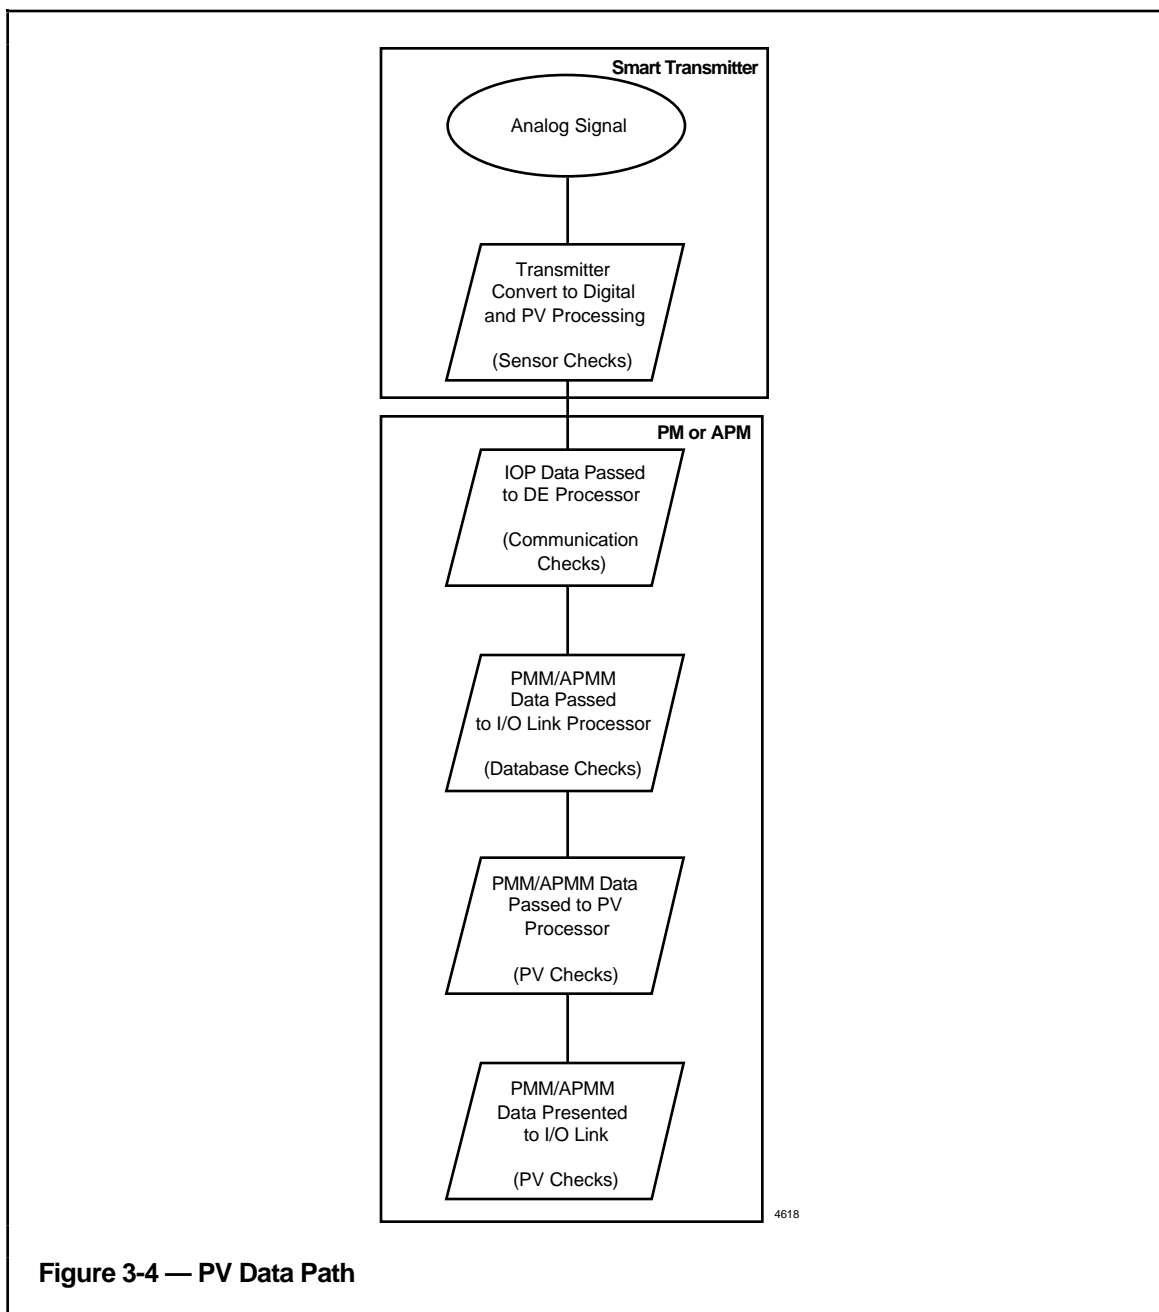 Smart Transmitter
Analog Signal
Transmitter
Convert to Digital
and PV Processing
(Sensor Checks)
PM or APM
IOP Data Passed
to DE Processor
(Communication
Checks)
PMM/APMM
Data Passed
to I/O Link Processor
(Database Checks)
PMM/APMM Data
Passed to PV
Processor
(PV Checks)
PMM/APMM
Data Presented
to I/O Link
(PV Checks)
4618
Figure 3-4 — PV Data Path